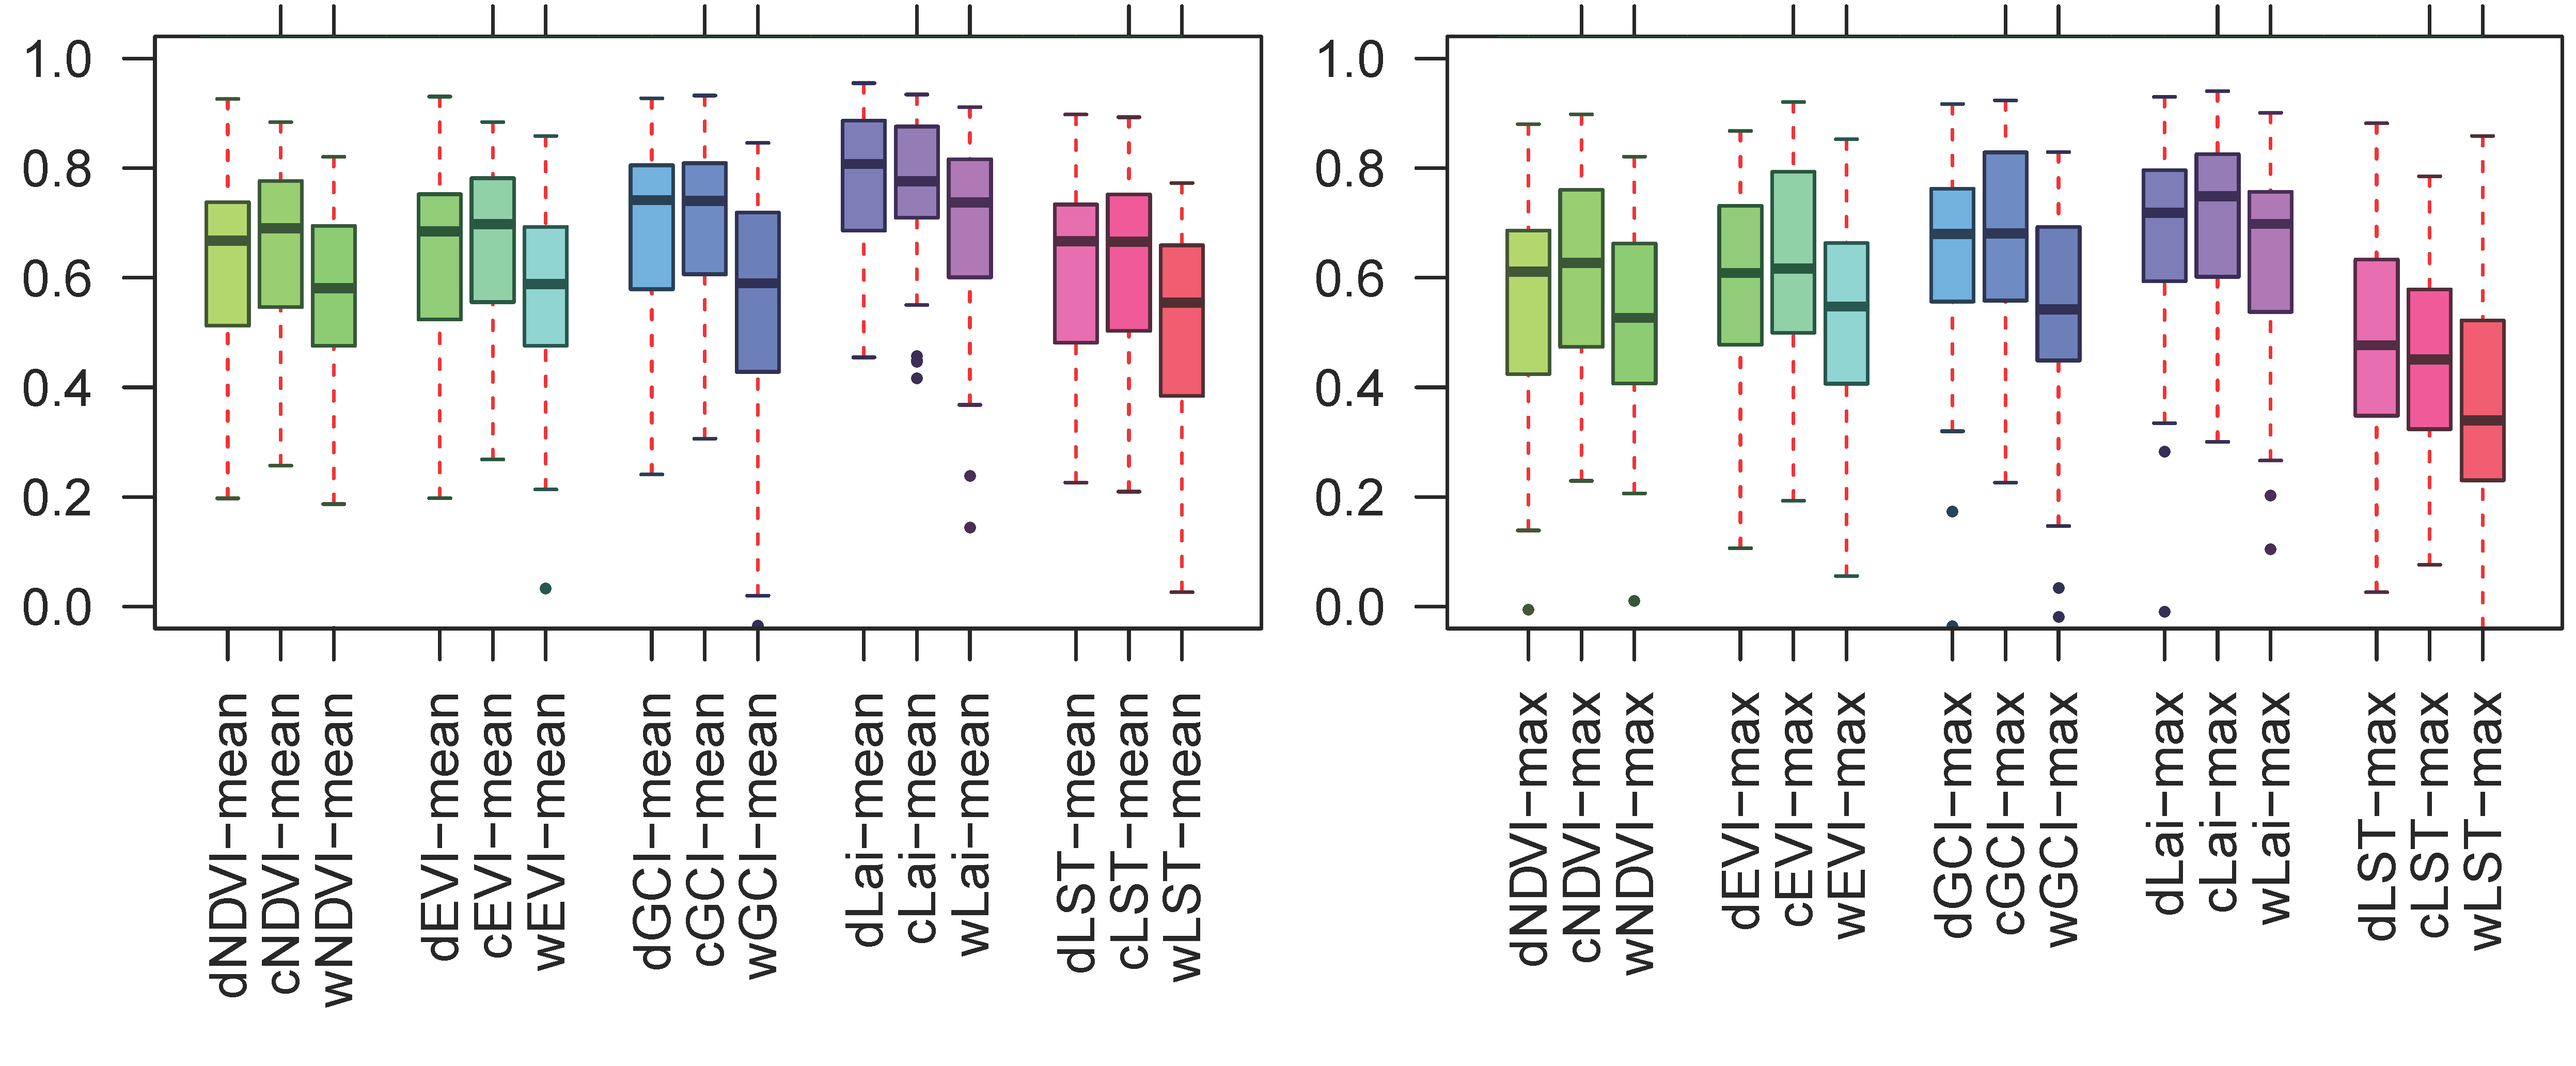 1.0
0.8
0.6
0.4
0.2
0.0
dNDVI−mean
cNDVI−mean
wNDVI−mean
dEVI−mean
cEVI−mean
wEVI−mean
dGCI−mean
cGCI−mean
wGCI−mean
dLai−mean
cLai−mean
wLai−mean
dLST−mean
cLST−mean
wLST−mean
1.0
0.8
0.6
0.4
0.2
0.0
dNDVI−max
cNDVI−max
wNDVI−max
dEVI−max
cEVI−max
wEVI−max
dGCI−max
cGCI−max
wGCI−max
dLai−max
cLai−max
wLai−max
dLST−max
cLST−max
wLST−max